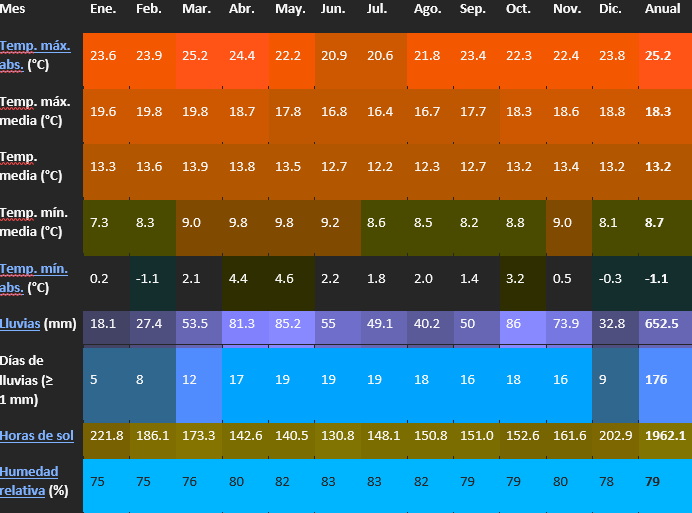 Mes Ene. Feb. Mar. Abr. May. Jun. Jul. Ago. Sep. Oct. Nov. Dic. Anual
Temp. máx.
abs. (°C) 23.6 23.9 25.2 24.4 22.2 20.9 20.6 21.8 23.4 22.3 22.4 23.8 25.2
Temp. máx.
media (°C) 19.6 19.8 19.8 18.7 17.8 16.8 16.4 16.7 17.7 18.3 18.6 18.8 18.3
Temp.
media (°C) 13.3 13.6 13.9 13.8 13.5 12.7 12.2 12.3 12.7 13.2 13.4 13.2 13.2
Temp. mín.
media (°C) 7.3 8.3 9.0 9.8 9.8 9.2 8.6 8.5 8.2 8.8 9.0 8.1 8.7
Temp. mín.
abs. (°C) 0.2 -1.1 2.1 4.4 4.6 2.2 1.8 2.0 1.4 3.2 0.5 -0.3 -1.1
Lluvias (mm) 18.1 27.4 53.5 81.3 85.2 55 49.1 40.2 50 86 73.9 32.8 652.5
Días de
lluvias (≥
1 mm) 5 8 12 17 19 19 19 18 16 18 16 9 176
Horas de sol 221.8 186.1 173.3 142.6 140.5 130.8 148.1 150.8 151.0 152.6 161.6 202.9 1962.1
Humedad
relativa (%) 75 75 76 80 82 83 83 82 79 79 80 78 79